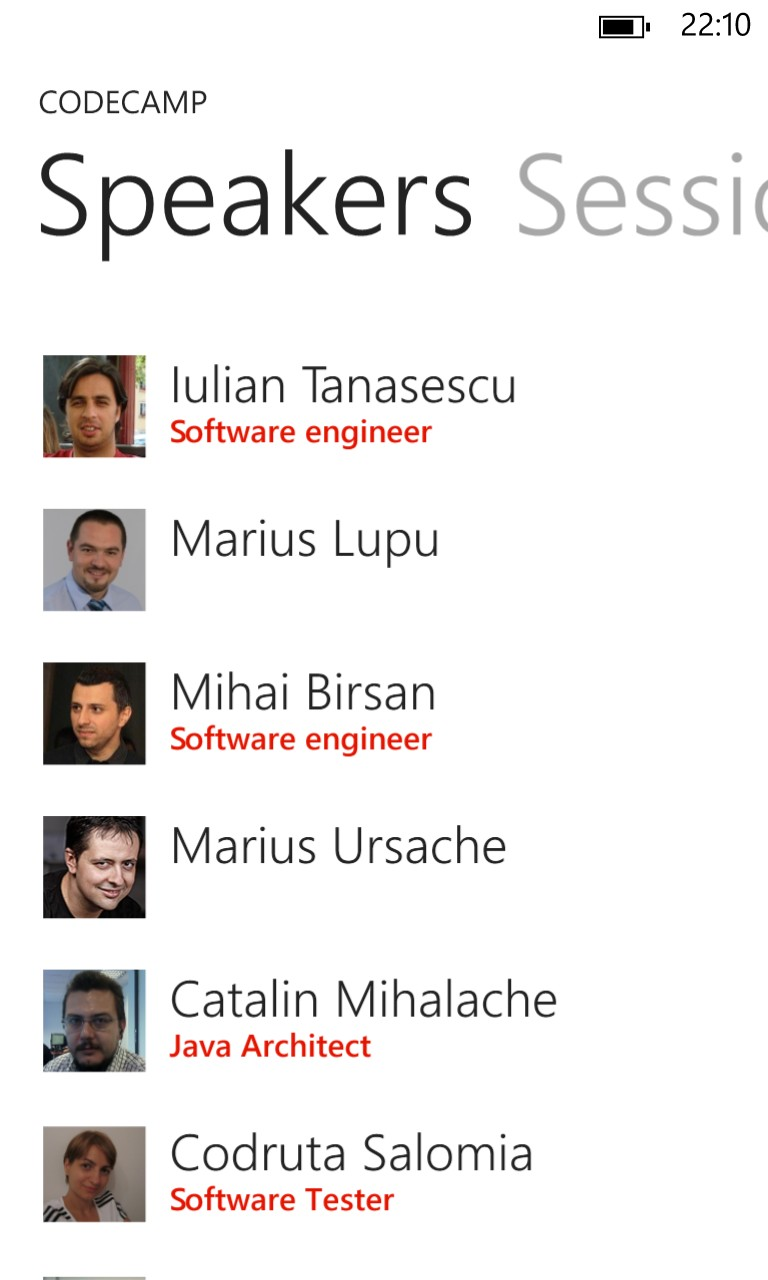 22:10
CODECAMP
Speakers Sessio
Iulian Tanasescu
Software engineer
Marius Lupu
Mihai Birsan
Software engineer
Marius Ursache
Catalin Mihalache
Java Architect
Codruta Salomia
Software Tester